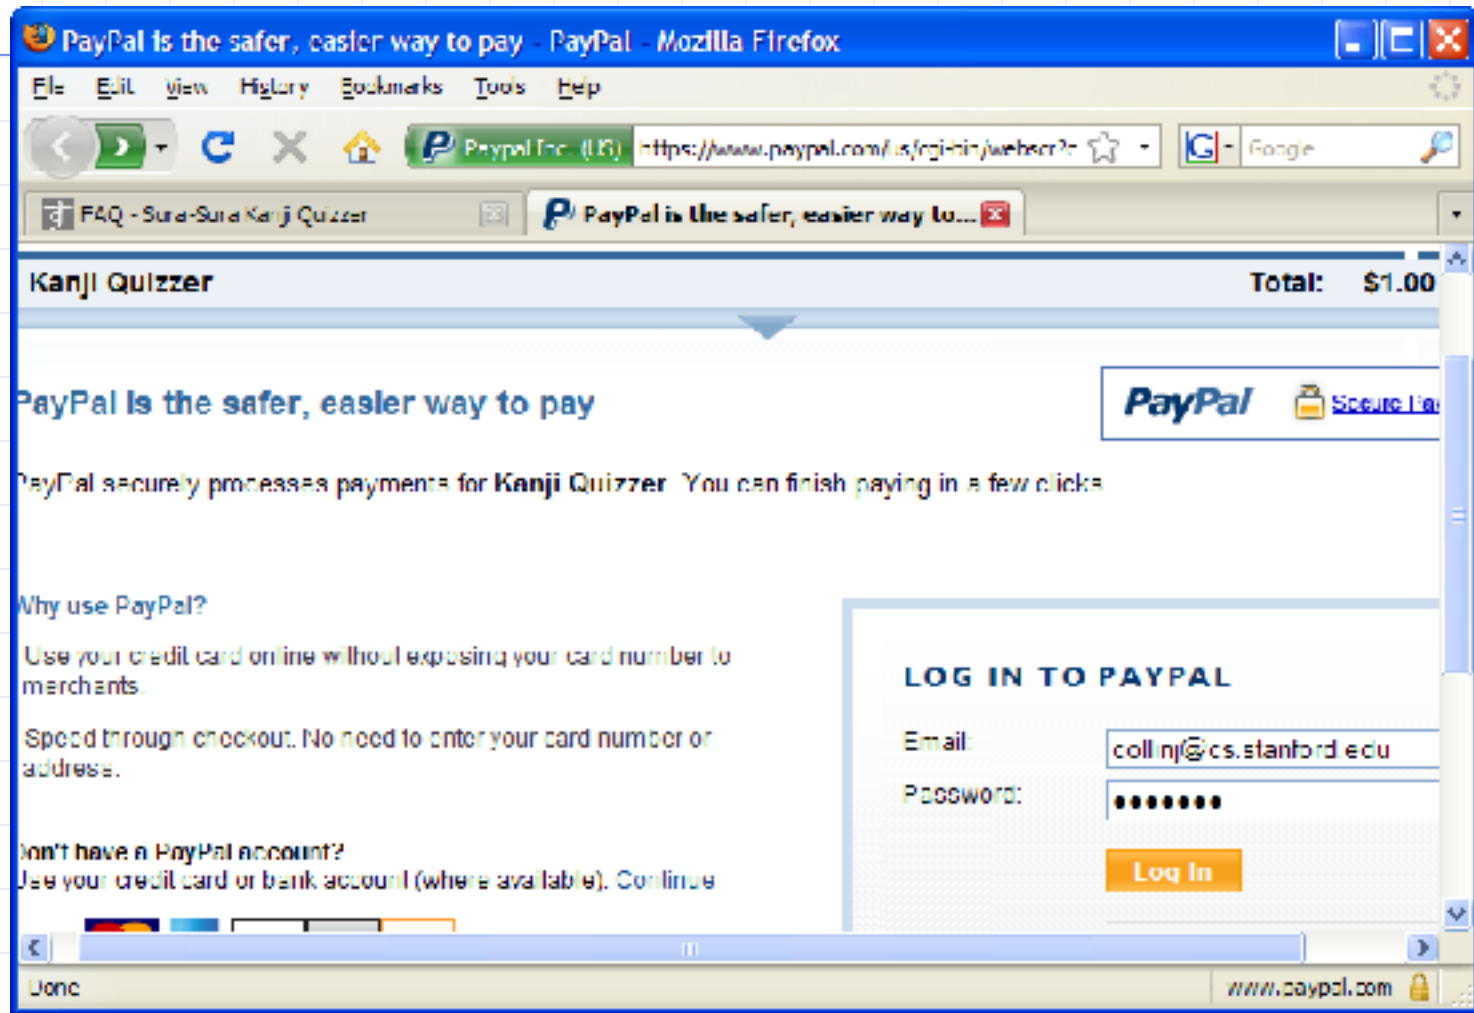 PayPal is the safer, easier way to pay - PayPal - Mozilla Firefox
File Edit View History Bookmarks Tools Help
Paypal Inc. (US) https://www.paypal.com/us/cgi-bin/webscr?c
G Google
FAQ - Sura-Sura Kanji Quizzer
PayPal is the safer, easier way to...
Kanji Quizzer Total: $1.00
PayPal is the safer, easier way to pay
PayPal Secure Pay
PayPal securely processes payments for Kanji Quizzer. You can finish paying in a few clicks.
Why use PayPal?
Use your credit card online without exposing your card number to
merchants.
Speed through checkout. No need to enter your card number or
address.
Don't have a PayPal account?
Use your credit card or bank account (where available). Continue
LOG IN TO PAYPAL
Email: collinj@cs.stanford.edu
Password: •••••••
Log In
Done www.paypal.com